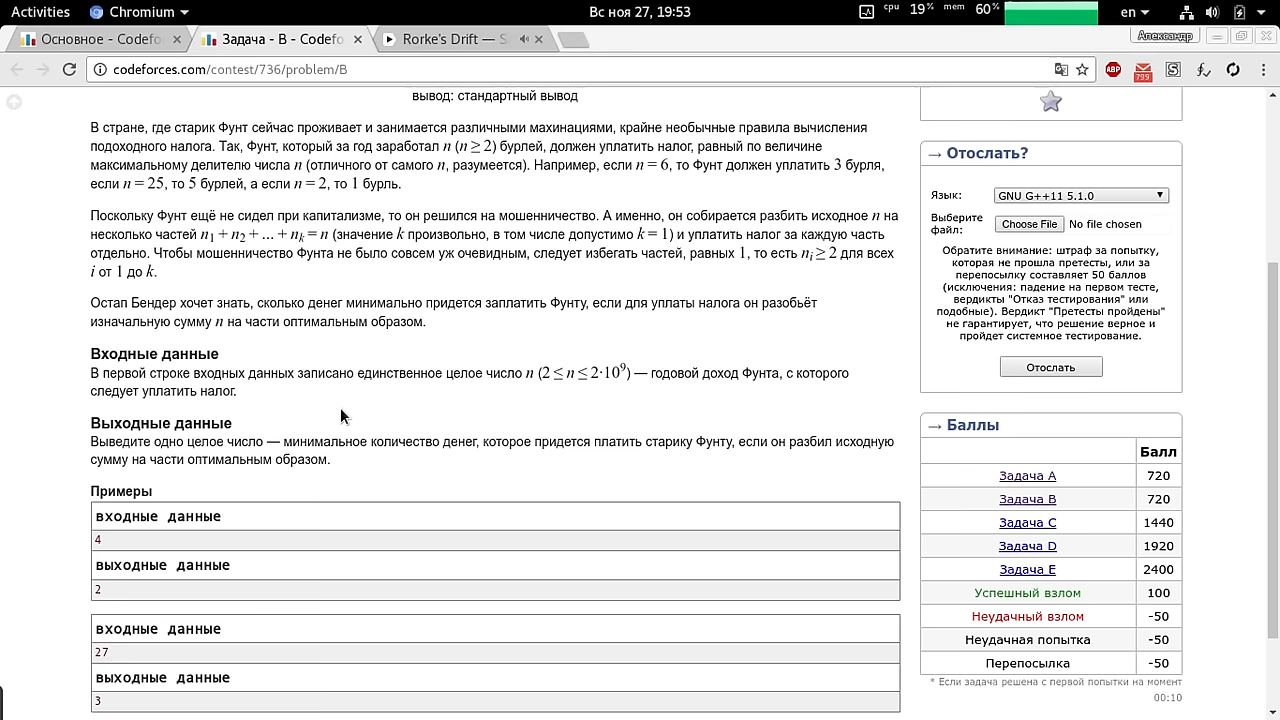 Activities Chromium Вс ноя 27, 19:53 cpu 19% mem 60% en
Основное - Codefo × Задача - B - Codefo × Rorke's Drift — S × Александр
codeforces.com/contest/736/problem/B ABP 799
вывод: стандартный вывод
В стране, где старик Фунт сейчас проживает и занимается различными махинациями, крайне необычные правила вычисления
подоходного налога. Так, Фунт, который за год заработал n (n ≥ 2) бурлей, должен уплатить налог, равный по величине
максимальному делителю числа n (отличного от самого n, разумеется). Например, если n = 6, то Фунт должен уплатить 3 бурля,
если n = 25, то 5 бурлей, а если n = 2, то 1 бурль.
Поскольку Фунт ещё не сидел при капитализме, то он решился на мошенничество. А именно, он собирается разбить исходное n на
несколько частей n1 + n2 + ... + nk = n (значение k произвольно, в том числе допустимо k = 1) и уплатить налог за каждую часть
отдельно. Чтобы мошенничество Фунта не было совсем уж очевидным, следует избегать частей, равных 1, то есть ni ≥ 2 для всех
i от 1 до k.
Остап Бендер хочет знать, сколько денег минимально придется заплатить Фунту, если для уплаты налога он разобьёт
изначальную сумму n на части оптимальным образом.
Входные данные
В первой строке входных данных записано единственное целое число n (2 ≤ n ≤ 2·10^9) — годовой доход Фунта, с которого
следует уплатить налог.
Выходные данные
Выведите одно целое число — минимальное количество денег, которое придется платить старику Фунту, если он разбил исходную
сумму на части оптимальным образом.
Примеры
входные данные
4
выходные данные
2
входные данные
27
выходные данные
3
→ Отослать?
Язык: GNU G++11 5.1.0
Выберите
файл: Choose File No file chosen
Обратите внимание: штраф за попытку,
которая не прошла претесты, или за
перепосылку составляет 50 баллов
(исключения: падение на первом тесте,
вердикты "Отказ тестирования" или
подобные). Вердикт "Претесты пройдены"
не гарантирует, что решение верное и
пройдет системное тестирование.
Отослать
→ Баллы
Балл
Задача A 720
Задача B 720
Задача C 1440
Задача D 1920
Задача E 2400
Успешный взлом 100
Неудачный взлом -50
Неудачная попытка -50
Перепосылка -50
* Если задача решена с первой попытки на момент
00:10